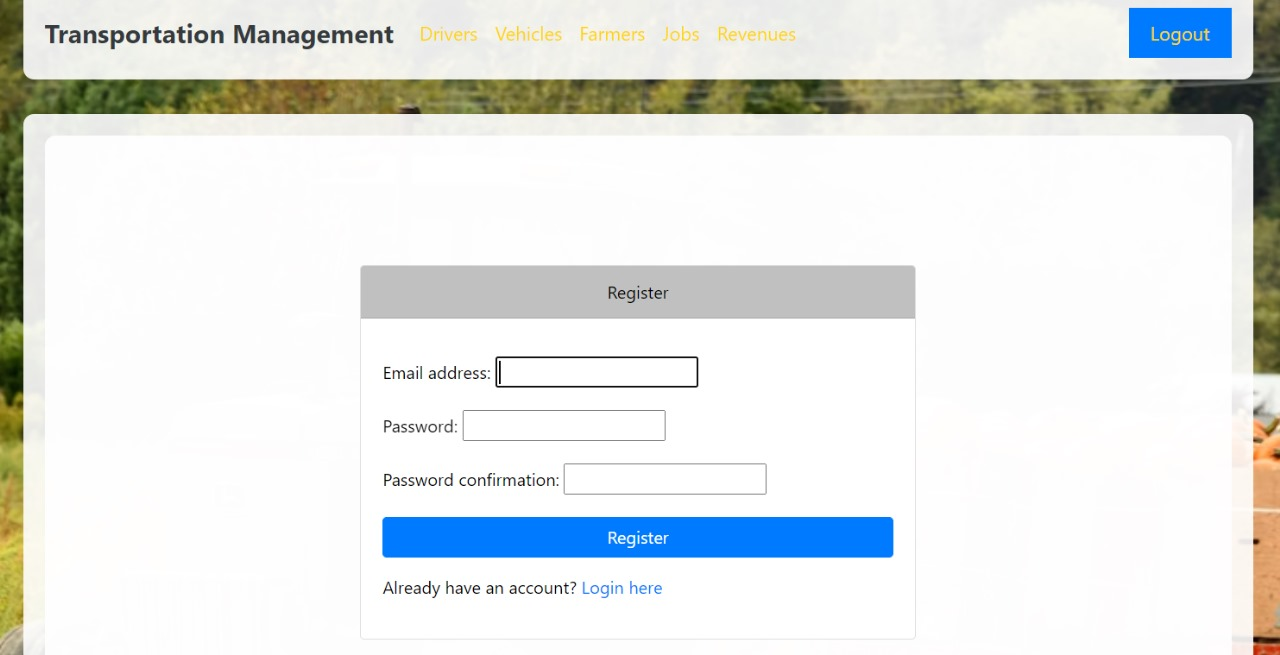 Transportation Management Drivers Vehicles Farmers Jobs Revenues Logout
Register
Email address:
Password:
Password confirmation:
Register
Already have an account? Login here